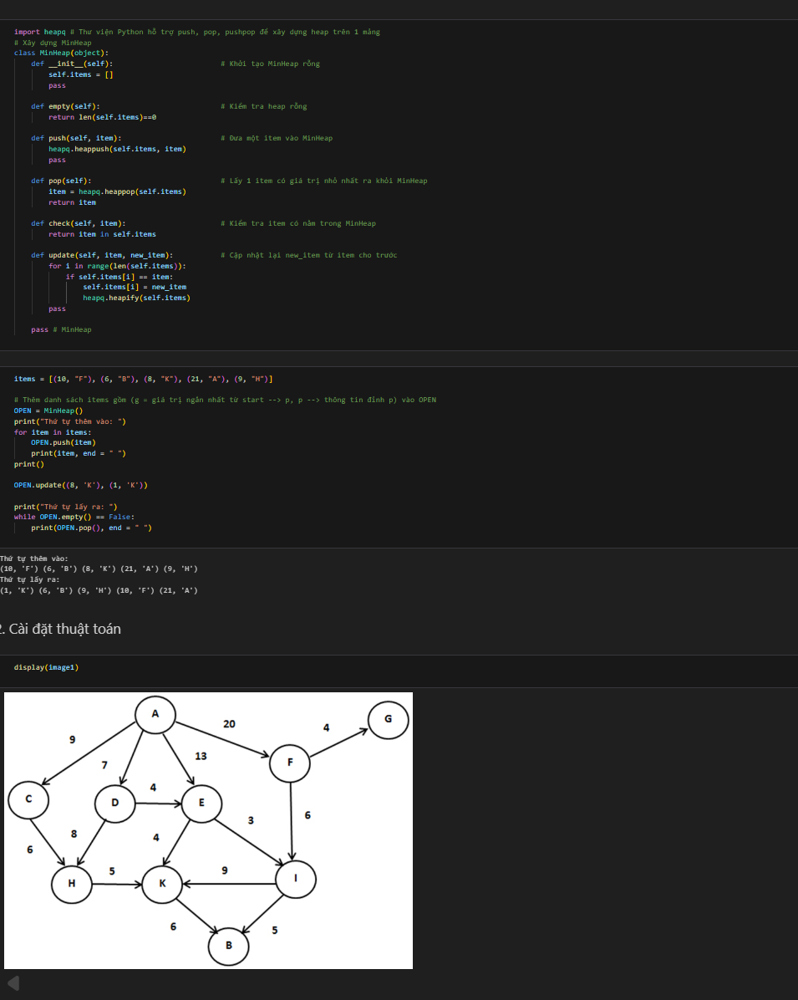 import heapq # Thư viện Python hỗ trợ push, pop, pushpop để xây dựng heap trên 1 mảng
# Xây dựng MinHeap
class MinHeap(object):
def __init__(self): # Khởi tạo MinHeap rỗng
self.items = []
pass
def empty(self): # Kiểm tra heap rỗng
return len(self.items)==0
def push(self, item): # Đưa một item vào MinHeap
heapq.heappush(self.items, item)
pass
def pop(self): # Lấy 1 item có giá trị nhỏ nhất ra khỏi MinHeap
item = heapq.heappop(self.items)
return item
def check(self, item): # Kiểm tra item có nằm trong MinHeap
return item in self.items
def update(self, item, new_item): # Cập nhật lại new_item từ item cho trước
for i in range(len(self.items)):
if self.items[i] == item:
self.items[i] = new_item
heapq.heapify(self.items)
pass
pass # MinHeap
items = [(10, "F"), (6, "B"), (8, "K"), (21, "A"), (9, "H")]
# Thêm danh sách items gồm (g = giá trị ngắn nhất từ start --> p, p --> thông tin đỉnh p) vào OPEN
OPEN = MinHeap()
print("Thứ tự thêm vào: ")
for item in items:
OPEN.push(item)
print(item, end = " ")
print()
OPEN.update((8, 'K'), (1, 'K'))
print("Thứ tự lấy ra: ")
while OPEN.empty() == False:
print(OPEN.pop(), end = " ")
Thứ tự thêm vào:
(10, 'F') (6, 'B') (8, 'K') (21, 'A') (9, 'H')
Thứ tự lấy ra:
(1, 'K') (6, 'B') (9, 'H') (10, 'F') (21, 'A')
2. Cài đặt thuật toán
display(image1)
A
20
4
G
9
7
13
F
C
D
4
E
3
6
8
4
6
H
5
K
9
I
6
5
B